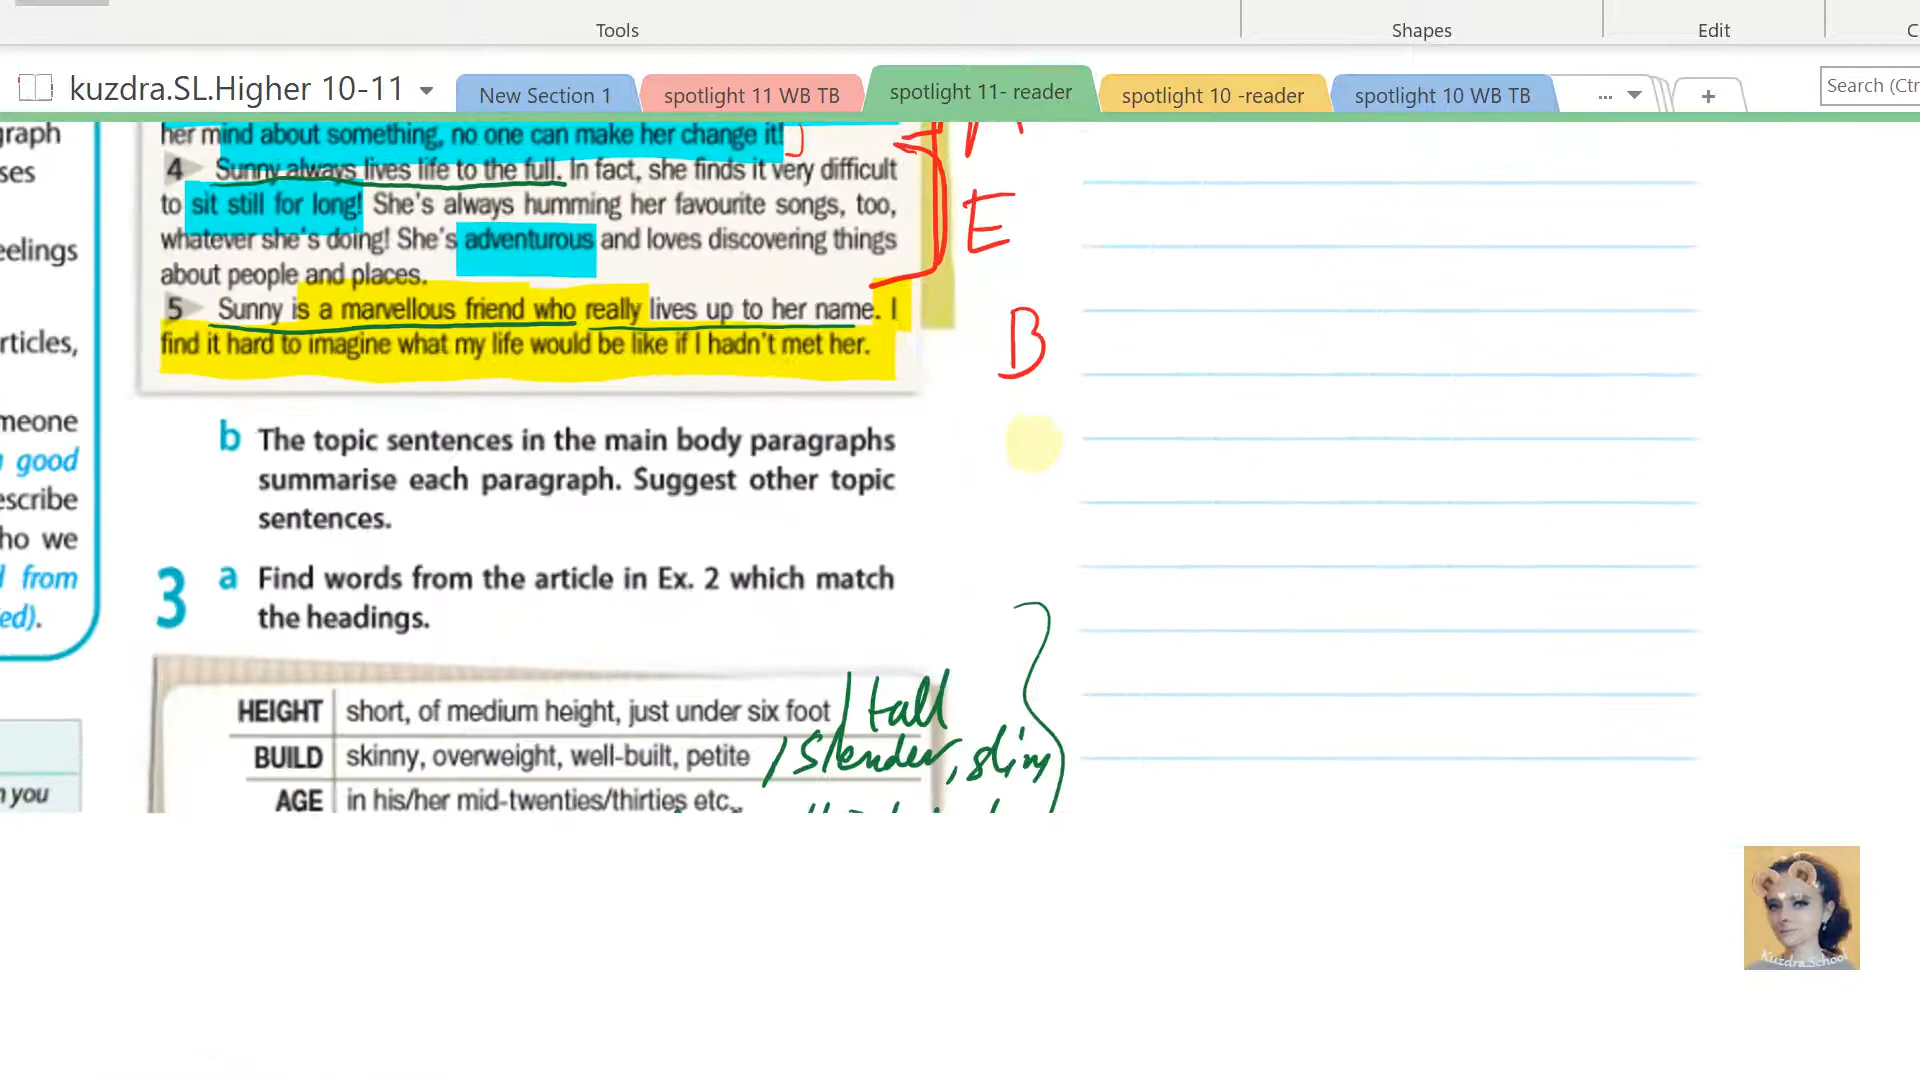 Tools
Shapes
Edit
kuzdra.SL.Higher 10-11
New Section 1
spotlight 11 WB TB
spotlight 11- reader
spotlight 10 -reader
spotlight 10 WB TB
...
+
Search (Ctr
her mind about something, no one can make her change it!
4 Sunny always lives life to the full. In fact, she finds it very difficult
to sit still for long! She's always humming her favourite songs, too,
whatever she's doing! She's adventurous and loves discovering things
about people and places.
5 Sunny is a marvellous friend who really lives up to her name. I
find it hard to imagine what my life would be like if I hadn't met her.
E
B
b The topic sentences in the main body paragraphs
summarise each paragraph. Suggest other topic
sentences.
3 a Find words from the article in Ex. 2 which match
the headings.
HEIGHT short, of medium height, just under six foot / tall
BUILD skinny, overweight, well-built, petite , slender, slim
AGE in his/her mid-twenties/thirties etc.
graph
ses
eelings
rticles,
meone
good
escribe
ho we
from
ed).
you
Kuzdra.School